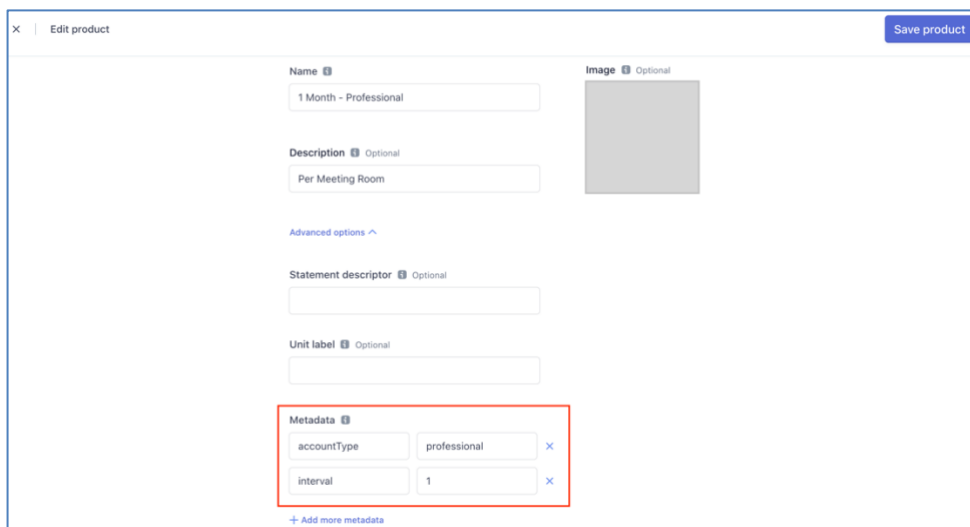 × Edit product Save product
Name Image Optional
1 Month - Professional
Description Optional
Per Meeting Room
Advanced options
Statement descriptor Optional
Unit label Optional
Metadata
accountType professional ×
interval 1 ×
+ Add more metadata